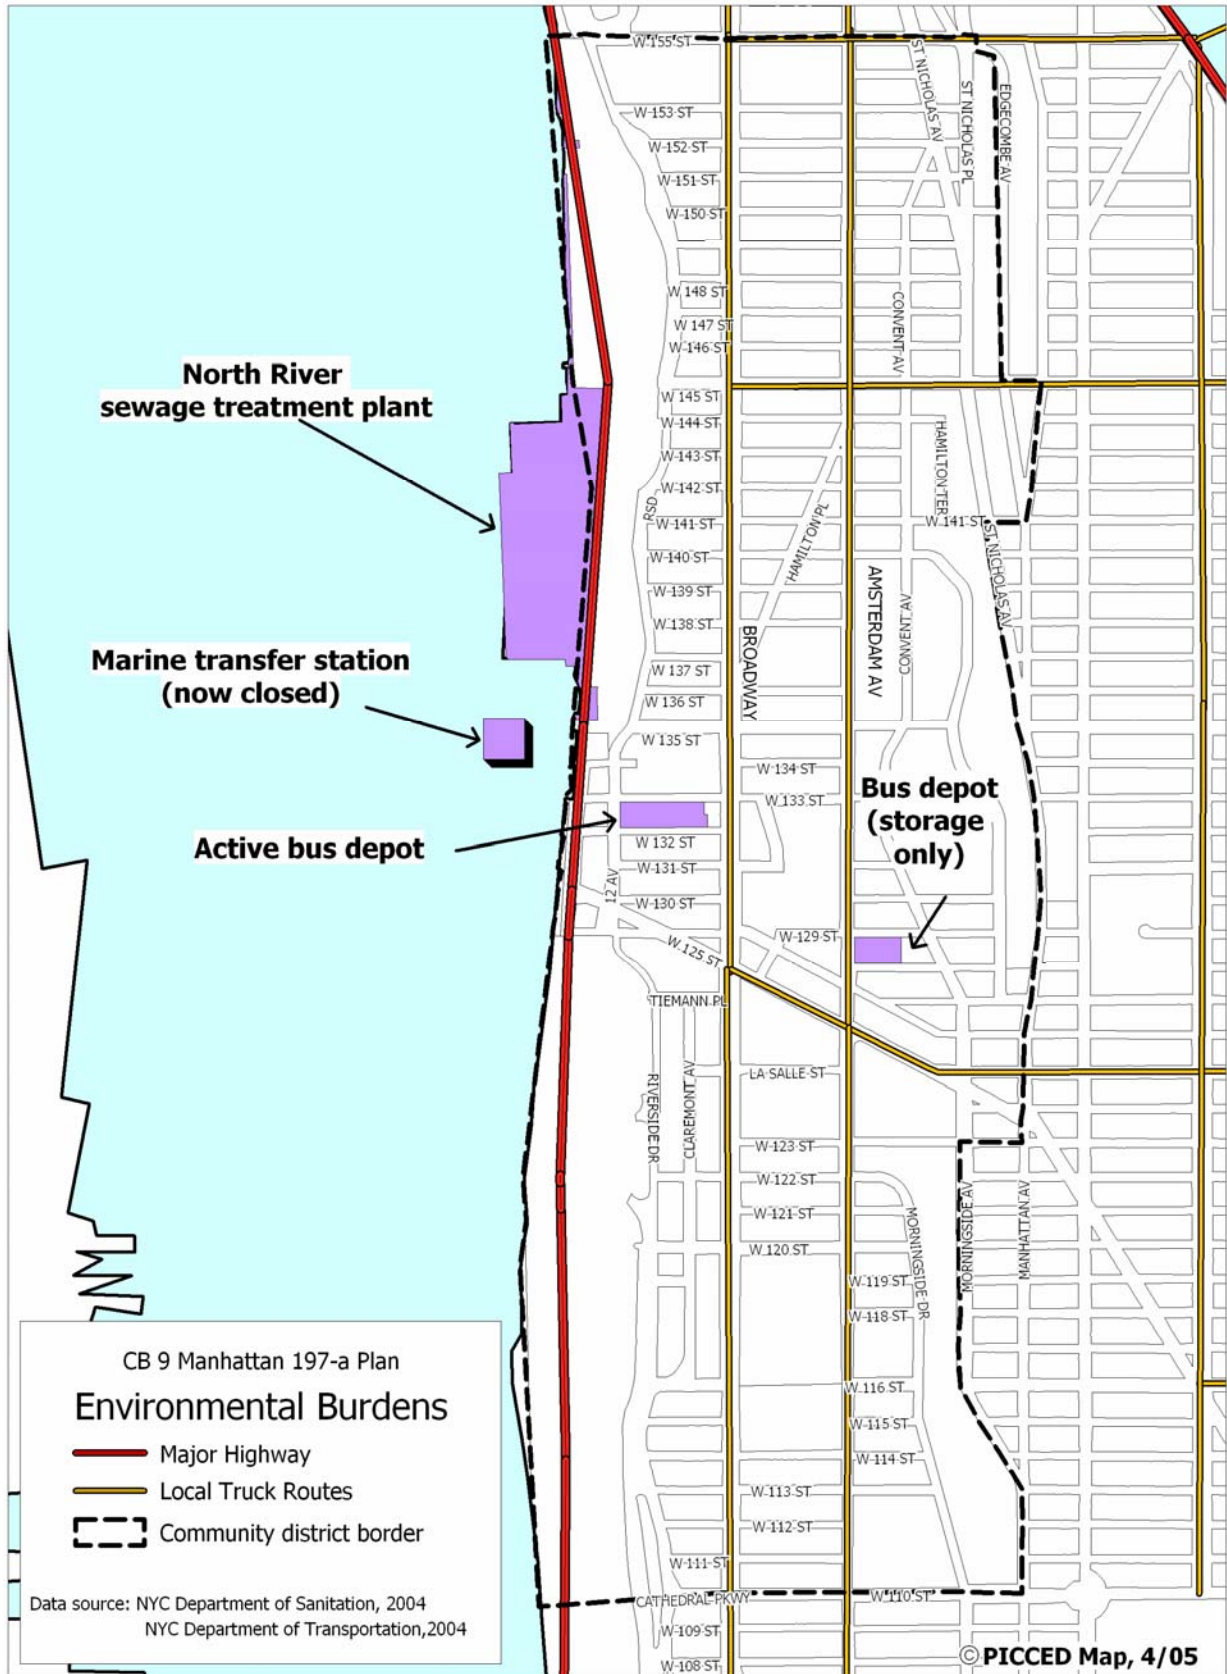 W 155 ST
ST NICHOLAS AV
ST NICHOLAS PL
EDGECOMBE AV
W 153 ST
W 152 ST
W 151 ST
W 150 ST
W 148 ST
CONVENT AV
W 147 ST
W 146 ST
North River
sewage treatment plant
W 145 ST
W 144 ST
HAMILTON TER
W 143 ST
W 142 ST
RSD
HAMILTON PL
W 141 ST
W 141 ST
ST NICHOLAS AV
W 140 ST
AMSTERDAM AV
CONVENT AV
W 139 ST
W 138 ST
BROADWAY
Marine transfer station
(now closed)
W 137 ST
W 136 ST
W 135 ST
W 134 ST
W 133 ST
Bus depot
(storage
only)
Active bus depot
W 132 ST
W 131 ST
12 AV
W 130 ST
W 129 ST
W 125 ST
TIEMANN PL
LA SALLE ST
RIVERSIDE DR
CLAREMONT AV
W 123 ST
W 122 ST
W 121 ST
W 120 ST
MORNINGSIDE DR
MORNINGSIDE AV
MANHATTAN AV
W 119 ST
W 118 ST
W 116 ST
W 115 ST
W 114 ST
W 113 ST
W 112 ST
W 111 ST
CATHEDRAL PKWY
W 110 ST
W 109 ST
W 108 ST
CB 9 Manhattan 197-a Plan
Environmental Burdens
Major Highway
Local Truck Routes
Community district border
Data source: NYC Department of Sanitation, 2004
NYC Department of Transportation,2004
© PICCED Map, 4/05